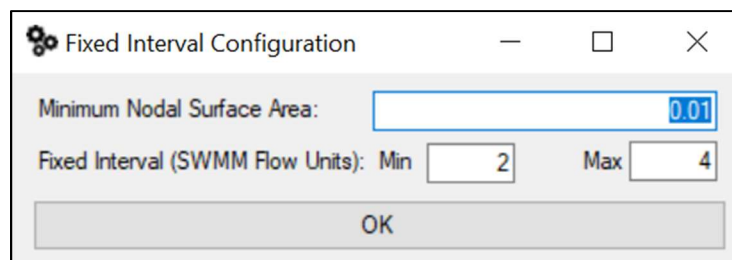 Fixed Interval Configuration
Minimum Nodal Surface Area: 0.01
Fixed Interval (SWMM Flow Units): Min 2 Max 4
OK